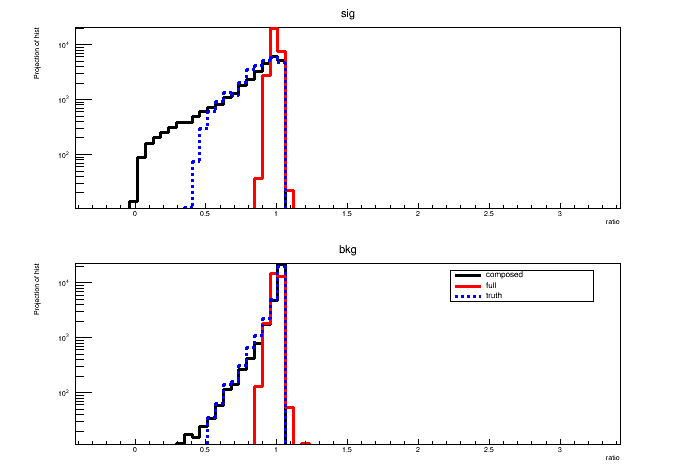 sig
Projection of hist
10⁴
10³
10²
0 0.5 1 1.5 2 2.5 3
ratio
bkg
Projection of hist
composed
full
truth
10⁴
10³
10²
0 0.5 1 1.5 2 2.5 3
ratio